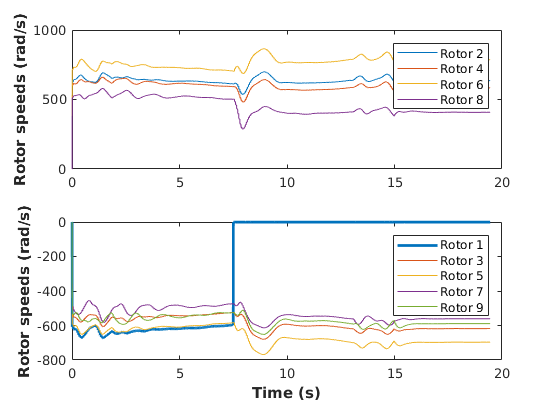 Rotor speeds (rad/s)
1000
500
0
0
5
10
15
20
Rotor 2
Rotor 4
Rotor 6
Rotor 8
Rotor speeds (rad/s)
0
-200
-400
-600
-800
0
5
10
15
20
Rotor 1
Rotor 3
Rotor 5
Rotor 7
Rotor 9
Time (s)